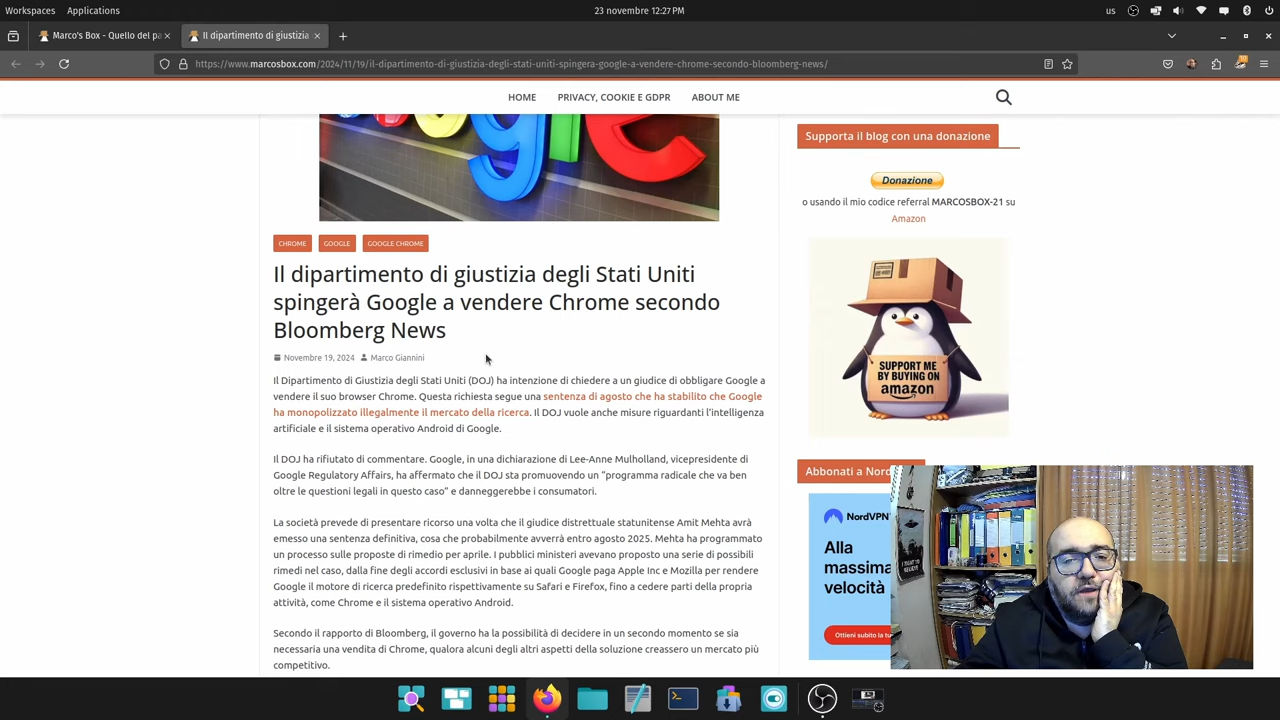 Workspaces
Applications
23 novembre 12:27PM
us
Marco's Box - Quello del pa
Il dipartimento di giustizia
https://www.marcosbox.com/2024/11/19/il-dipartimento-di-giustizia-degli-stati-uniti-spingera-google-a-vendere-chrome-secondo-bloomberg-news/
HOME
PRIVACY, COOKIE E GDPR
ABOUT ME
CHROME
GOOGLE
GOOGLE CHROME
Il dipartimento di giustizia degli Stati Uniti
spingerà Google a vendere Chrome secondo
Bloomberg News
Novembre 19, 2024
Marco Giannini
Il Dipartimento di Giustizia degli Stati Uniti (DOJ) ha intenzione di chiedere a un giudice di obbligare Google a
vendere il suo browser Chrome. Questa richiesta segue una sentenza di agosto che ha stabilito che Google
ha monopolizzato illegalmente il mercato della ricerca. Il DOJ vuole anche misure riguardanti l'intelligenza
artificiale e il sistema operativo Android di Google.
Il DOJ ha rifiutato di commentare. Google, in una dichiarazione di Lee-Anne Mulholland, vicepresidente di
Google Regulatory Affairs, ha affermato che il DOJ sta promuovendo un "programma radicale che va ben
oltre le questioni legali in questo caso" e danneggerebbe i consumatori.
La società prevede di presentare ricorso una volta che il giudice distrettuale statunitense Amit Mehta avrà
emesso una sentenza definitiva, cosa che probabilmente avverrà entro agosto 2025. Mehta ha programmato
un processo sulle proposte di rimedio per aprile. I pubblici ministeri avevano proposto una serie di possibili
rimedi nel caso, dalla fine degli accordi esclusivi in base ai quali Google paga Apple Inc e Mozilla per rendere
Google il motore di ricerca predefinito rispettivamente su Safari e Firefox, fino a cedere parti della propria
attività, come Chrome e il sistema operativo Android.
Secondo il rapporto di Bloomberg, il governo ha la possibilità di decidere in un secondo momento se sia
necessaria una vendita di Chrome, qualora alcuni degli altri aspetti della soluzione creassero un mercato più
competitivo.
Supporta il blog con una donazione
Donazione
o usando il mio codice referral MARCOSBOX-21 su
Amazon
SUPPORT ME
BY BUYING ON
amazon
Abbonati a Nord
NordVPN
Alla
massima
velocità
Ottieni subito la tu